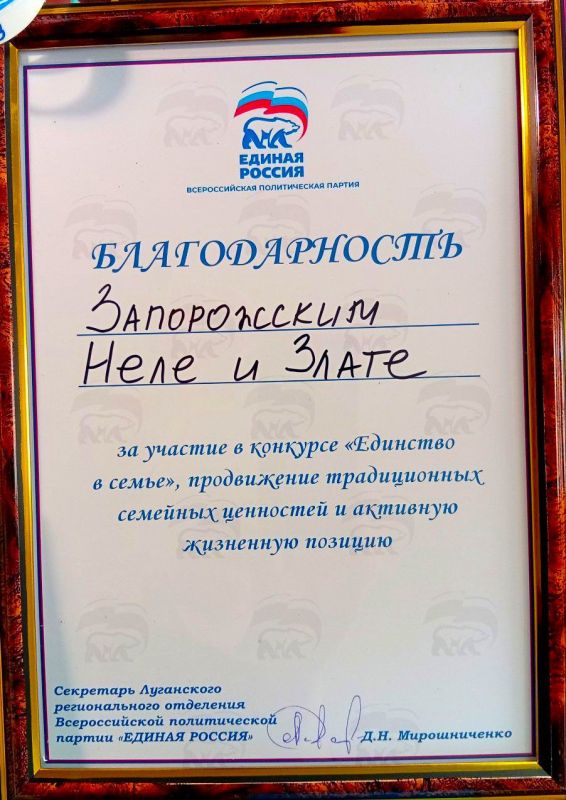 ЕДИНАЯ
РОССИЯ
ВСЕРОССИЙСКАЯ ПОЛИТИЧЕСКАЯ ПАРТИЯ
БЛАГОДАРНОСТЬ
Запорожским
Неле и Злате
за участие в конкурсе «Единство
в семье», продвижение традиционных
семейных ценностей и активную
жизненную позицию
Секретарь Луганского
регионального отделения
Всероссийской политической
партии «ЕДИНАЯ РОССИЯ» Д.Н. Мирошниченко